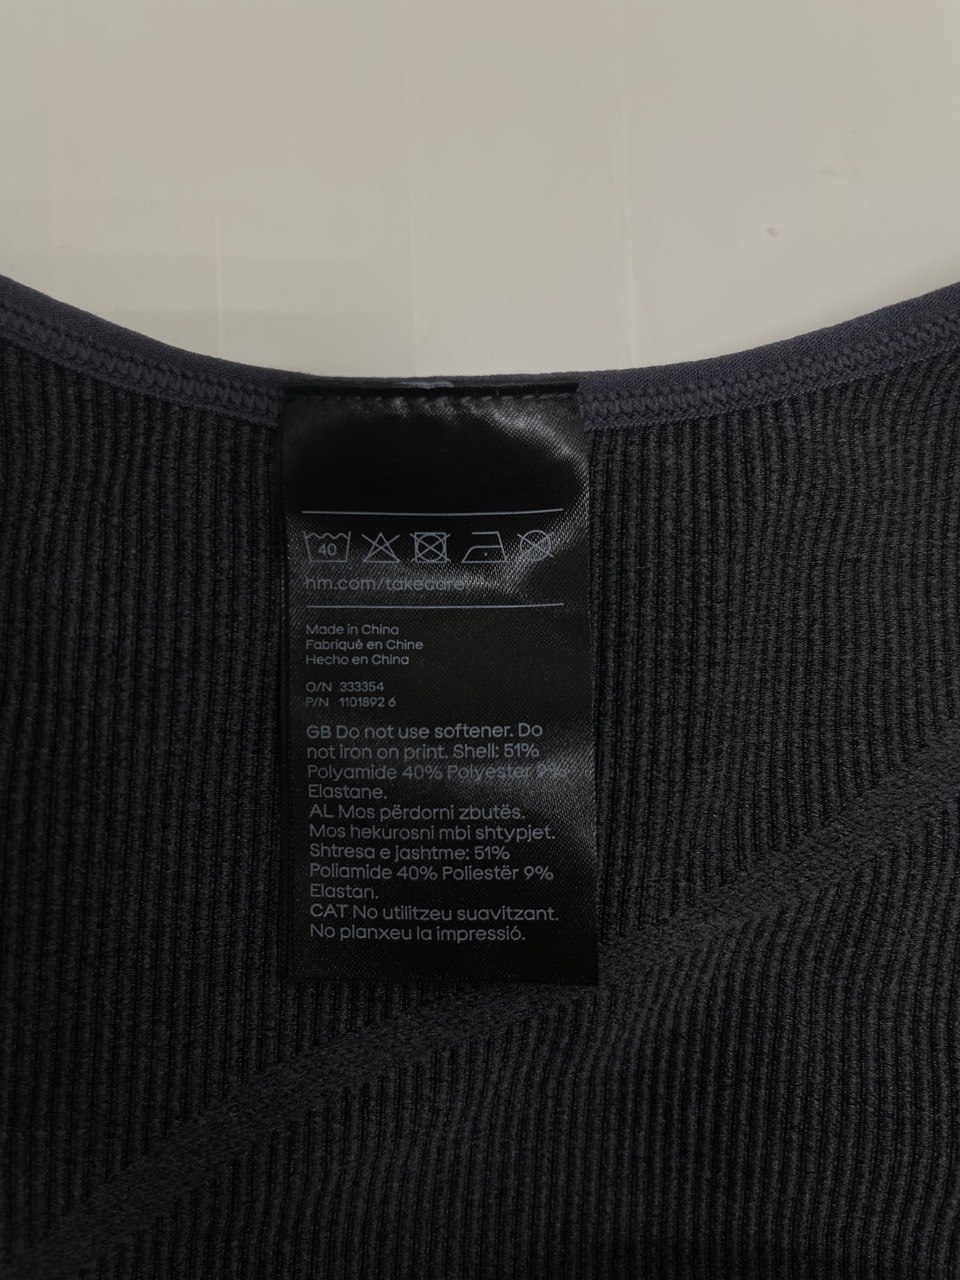 40
hm.com/takecare
Made in China
Fabriqué en Chine
Hecho en China
O/N 333354
P/N 1101892 6
GB Do not use softener. Do
not iron on print. Shell: 51%
Polyamide 40% Polyester 9%
Elastane.
AL Mos përdorni zbutës.
Mos hekurosni mbi shtypjet.
Shtresa e jashtme: 51%
Poliamide 40% Poliestër 9%
Elastan.
CAT No utilitzeu suavitzant.
No planxeu la impressió.